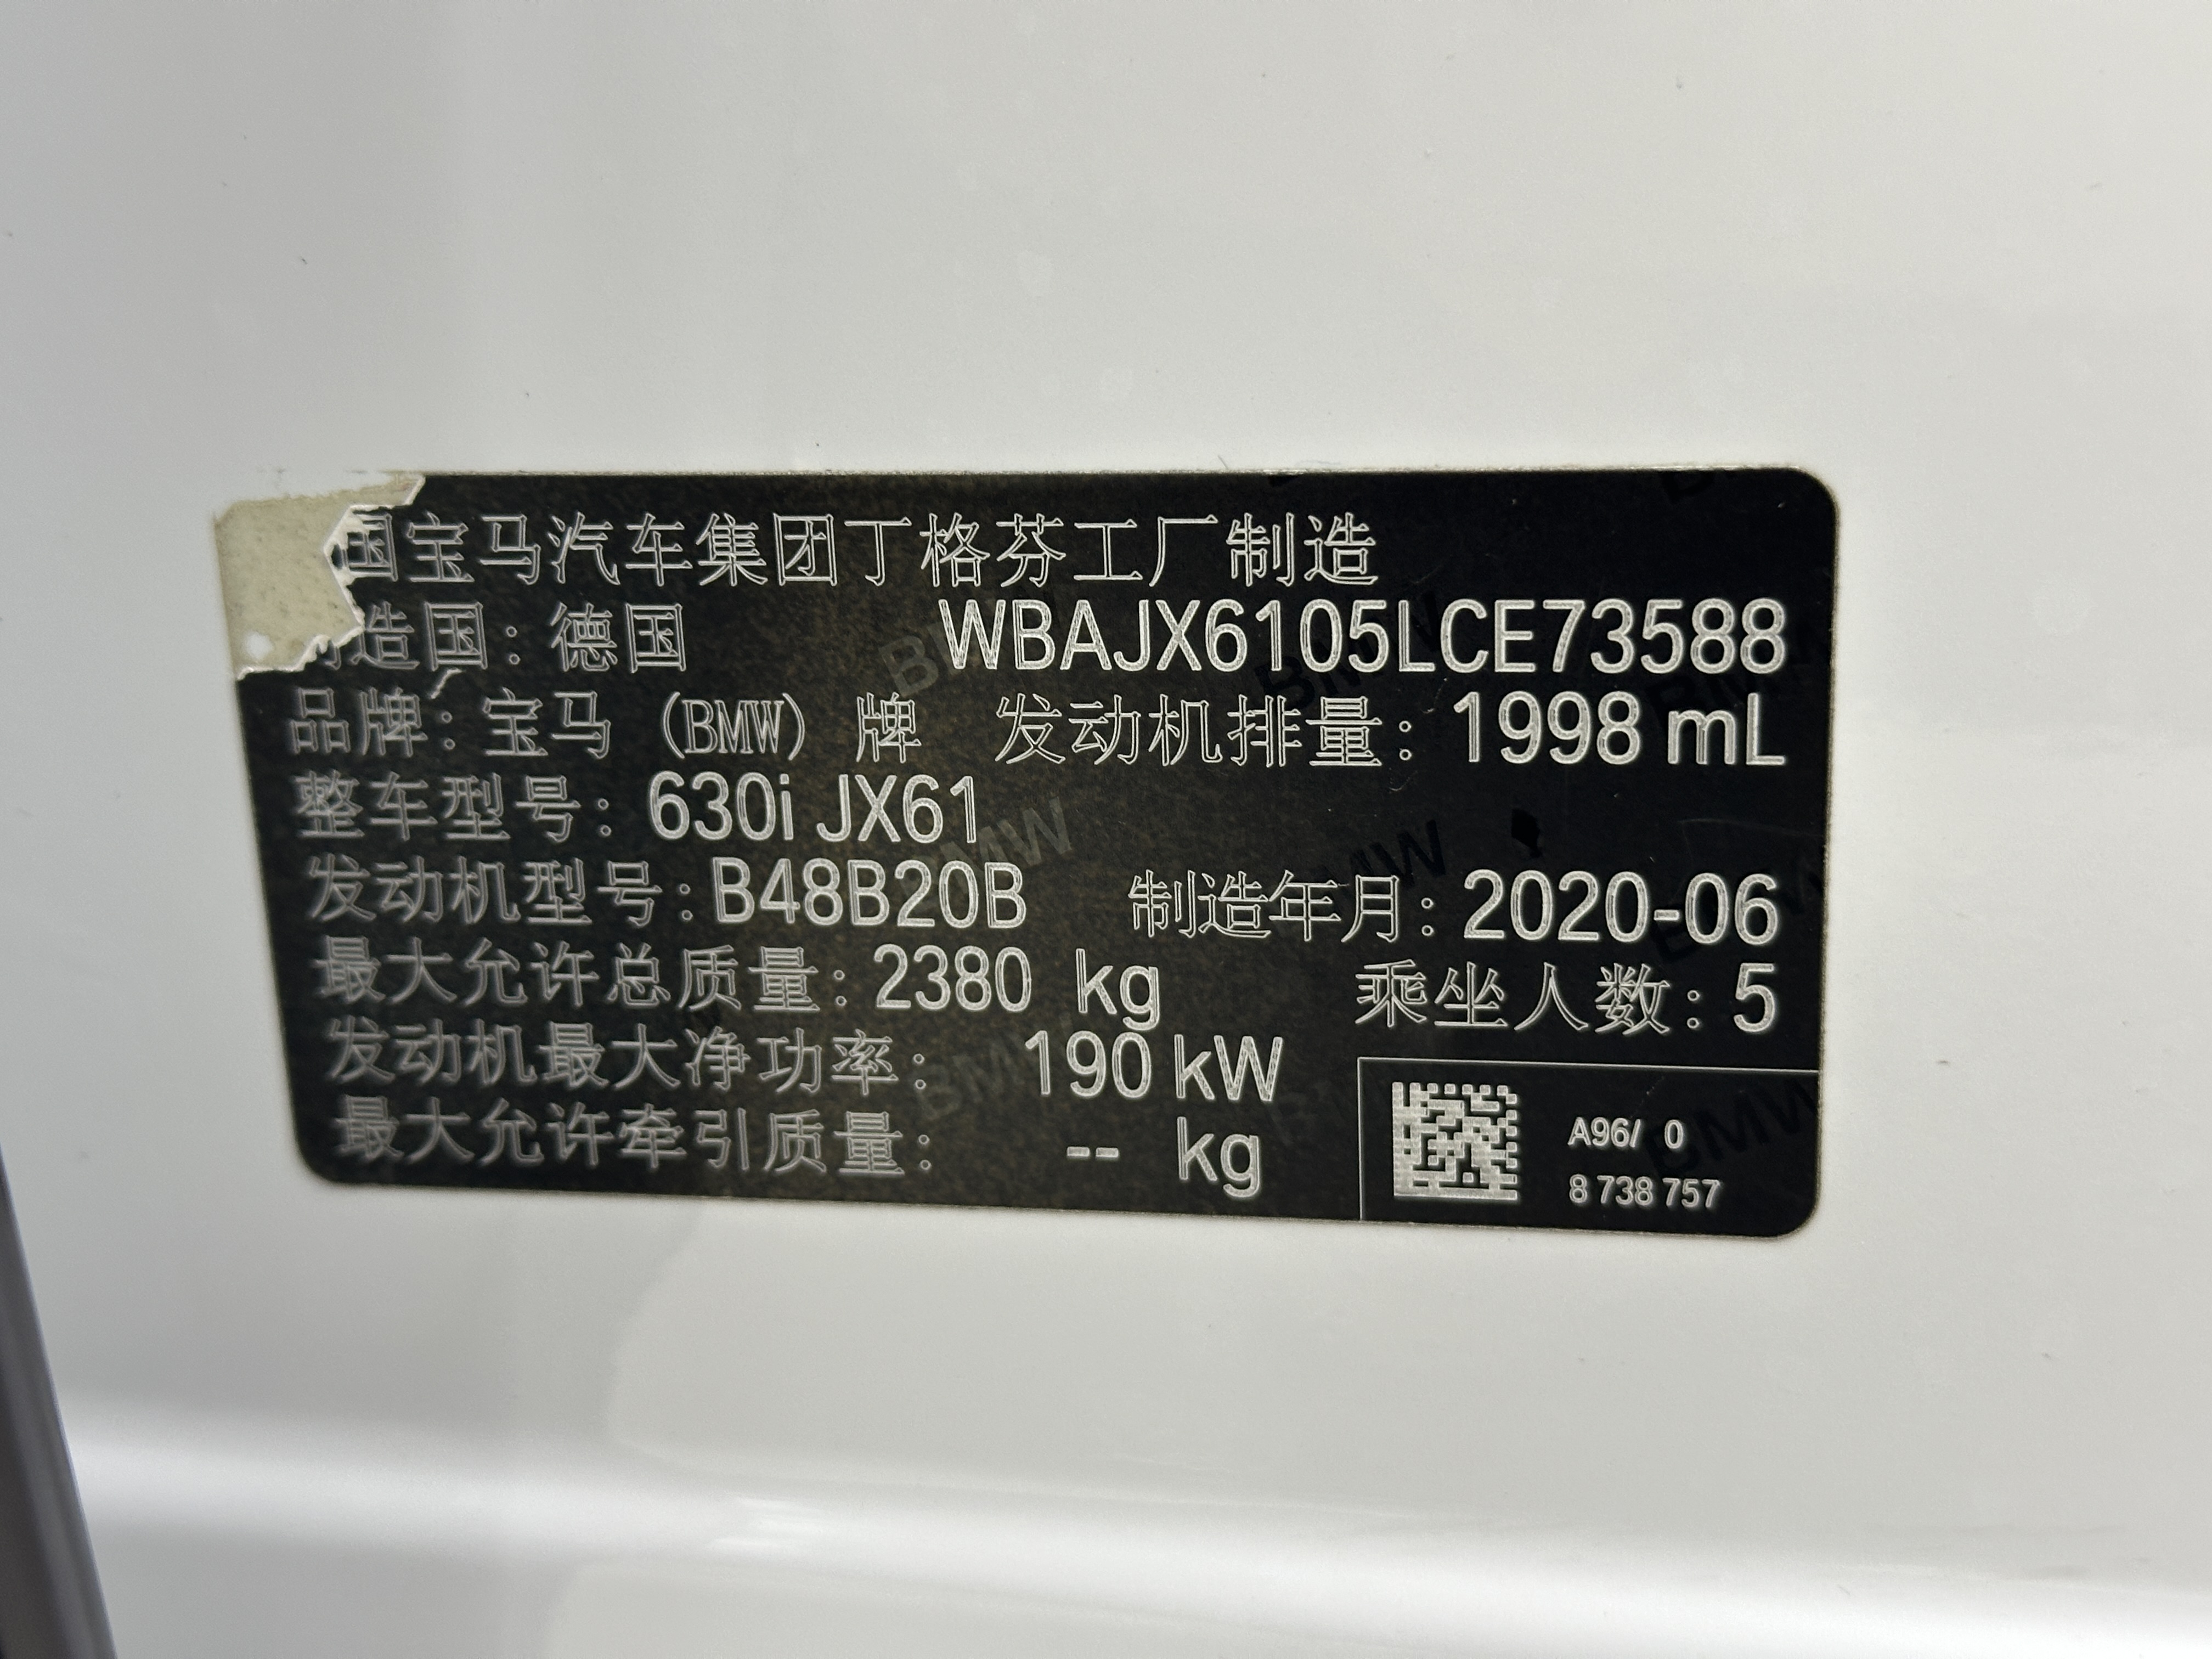 国宝马汽车集团丁格芬工厂制造
制造国：德国 WBAJX6105LCE73588
品牌：宝马 (BMW) 牌 发动机排量：1998 mL
整车型号：630i JX61
发动机型号：B48B20B 制造年月：2020-06
最大允许总质量：2380 kg 乘坐人数：5
发动机最大净功率： 190 kW
最大允许牵引质量： -- kg
A96/ 0
8 738 757